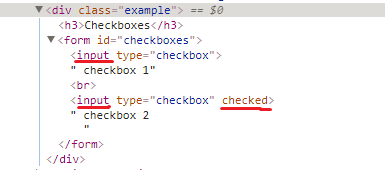 ▼<div class="example"> == $0
<h3>Checkboxes</h3>
▼<form id="checkboxes">
<input type="checkbox">
" checkbox 1"
<br>
<input type="checkbox" checked>
" checkbox 2
"
</form>
</div>